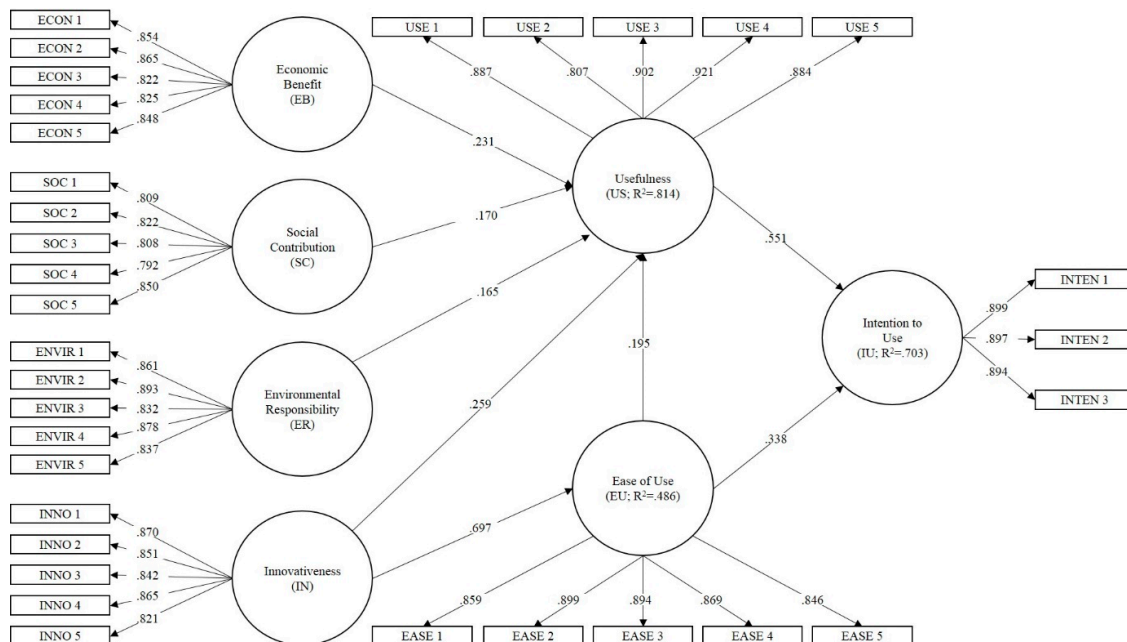 ECON 1
ECON 2
ECON 3
ECON 4
ECON 5
.854
.865
.822
.825
.848
Economic
Benefit
(EB)
SOC 1
SOC 2
SOC 3
SOC 4
SOC 5
.809
.822
.808
.792
.850
Social
Contribution
(SC)
ENVIR 1
ENVIR 2
ENVIR 3
ENVIR 4
ENVIR 5
.861
.893
.832
.878
.837
Environmental
Responsibility
(ER)
INNO 1
INNO 2
INNO 3
INNO 4
INNO 5
.870
.851
.842
.865
.821
Innovativeness
(IN)
.231
.170
.165
.259
.697
USE 1
USE 2
USE 3
USE 4
USE 5
.887
.807
.902
.921
.884
Usefulness
(US; R²=.814)
.195
Ease of Use
(EU; R²=.486)
.859
.899
.894
.869
.846
EASE 1
EASE 2
EASE 3
EASE 4
EASE 5
.551
.338
Intention to
Use
(IU; R²=.703)
.899
.897
.894
INTEN 1
INTEN 2
INTEN 3